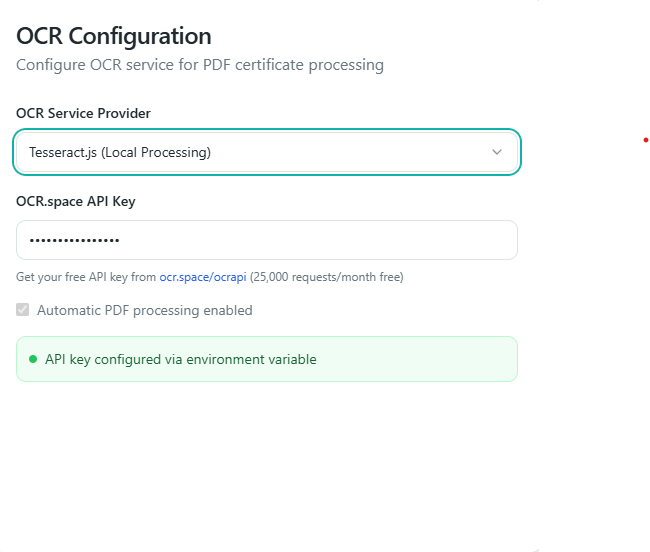 OCR Configuration
Configure OCR service for PDF certificate processing
OCR Service Provider
Tesseract.js (Local Processing)
OCR.space API Key
••••••••••••••••
Get your free API key from ocr.space/ocrapi (25,000 requests/month free)
Automatic PDF processing enabled
API key configured via environment variable